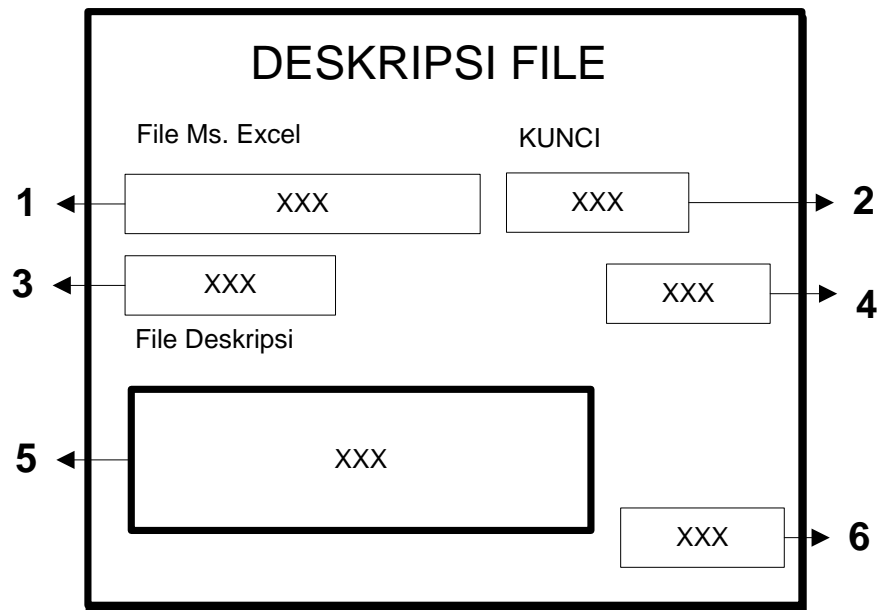 DESKRIPSI FILE
File Ms. Excel
KUNCI
1
XXX
XXX
2
3
XXX
XXX
4
File Deskripsi
5
XXX
XXX
6